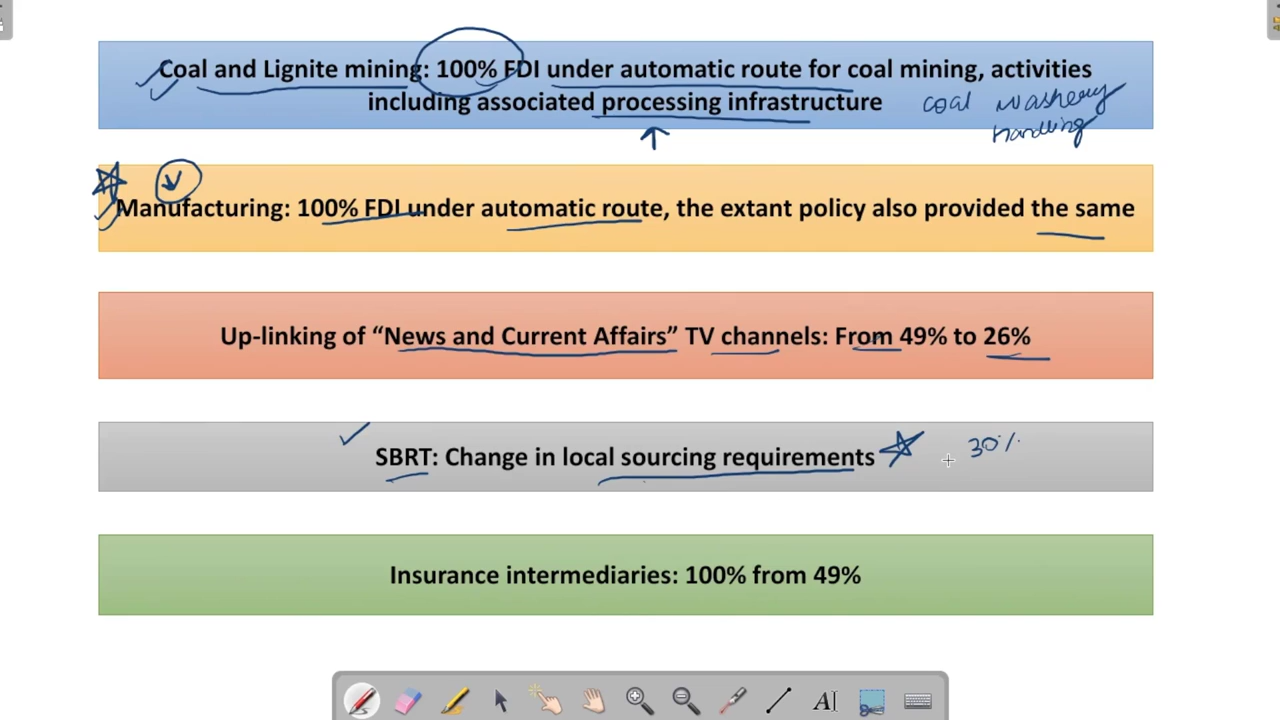 Coal and Lignite mining: 100% FDI under automatic route for coal mining, activities
including associated processing infrastructure
coal washery
handling
Manufacturing: 100% FDI under automatic route, the extant policy also provided the same
Up-linking of “News and Current Affairs” TV channels: From 49% to 26%
SBRT: Change in local sourcing requirements
30%
Insurance intermediaries: 100% from 49%
AI